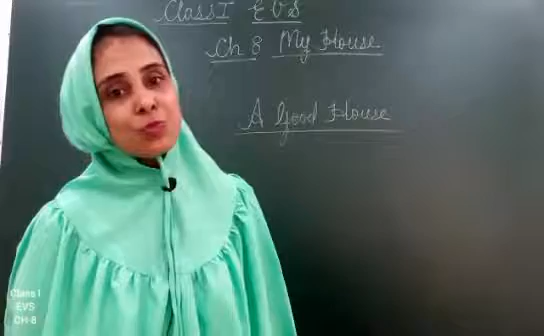 Class I EVS
Ch 8 My House
A Good House
Class I
EVS
CH-8